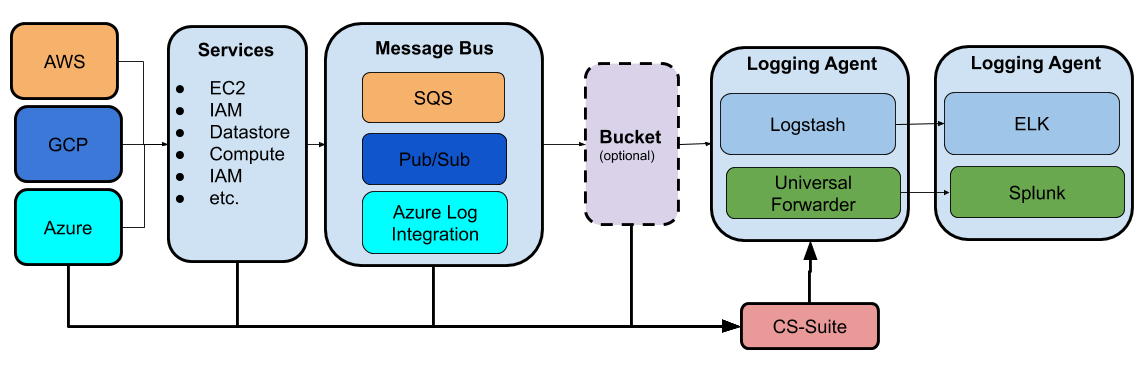 AWS
GCP
Azure
Services
● EC2
● IAM
● Datastore
● Compute
● IAM
● etc.
Message Bus
SQS
Pub/Sub
Azure Log
Integration
Bucket
(optional)
Logging Agent
Logstash
Universal
Forwarder
Logging Agent
ELK
Splunk
CS-Suite